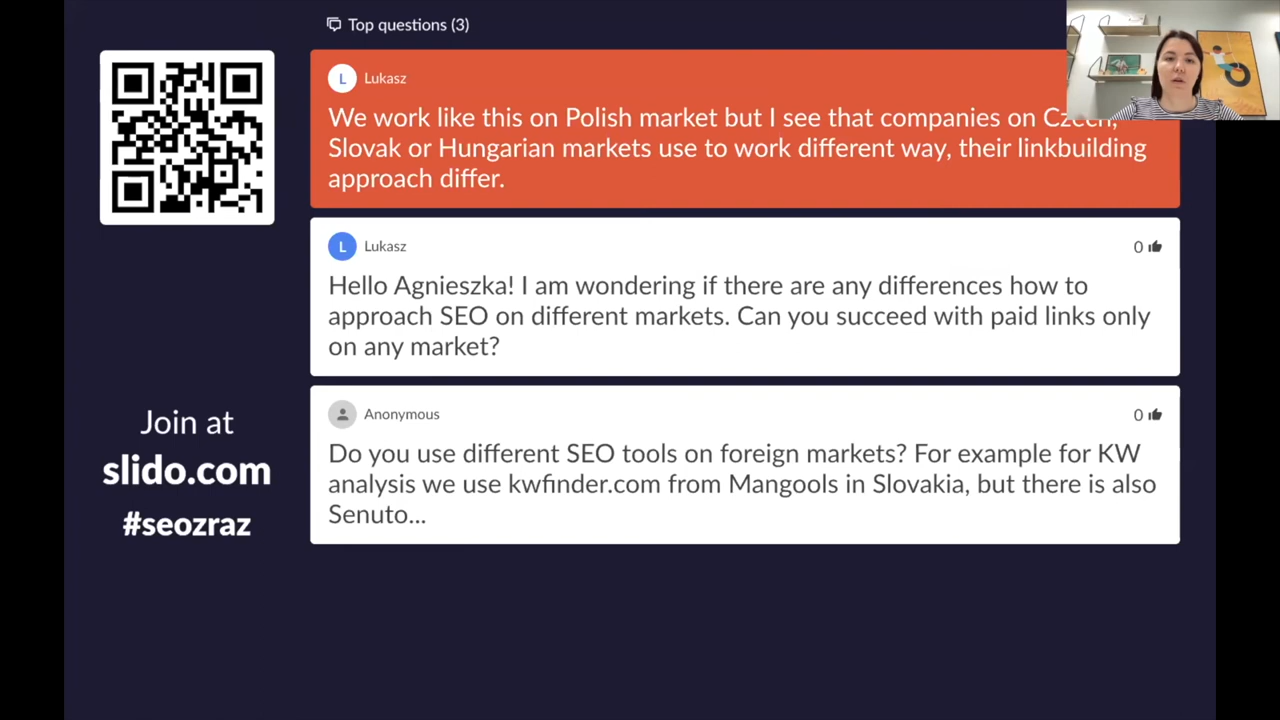 Top questions (3)
L Lukasz
We work like this on Polish market but I see that companies on Czech,
Slovak or Hungarian markets use to work different way, their linkbuilding
approach differ.
L Lukasz 0
Hello Agnieszka! I am wondering if there are any differences how to
approach SEO on different markets. Can you succeed with paid links only
on any market?
Anonymous 0
Do you use different SEO tools on foreign markets? For example for KW
analysis we use kwfinder.com from Mangools in Slovakia, but there is also
Senuto...
Join at
slido.com
#seozraz